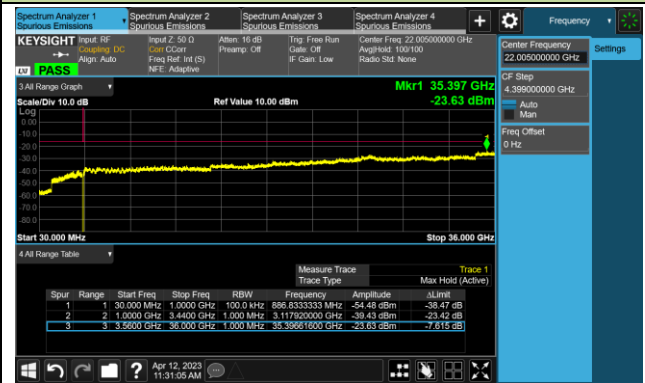 Spectrum Analyzer 1
Spurious Emissions
Spectrum Analyzer 2
Spurious Emissions
Spectrum Analyzer 3
Spurious Emissions
Spectrum Analyzer 4
Spurious Emissions
+
Frequency
KEYSIGHT
Input: RF
Coupling: DC
Align: Auto
Input Z: 50 Ω
Corr CCorr
Freq Ref: Int (S)
NFE: Adaptive
Atten: 16 dB
Preamp: Off
Trig: Free Run
Gate: Off
IF Gain: Low
Center Freq: 22.005000000 GHz
Avg|Hold: 100/100
Radio Std: None
LXI
PASS
Center Frequency
22.005000000 GHz
Settings
CF Step
4.399000000 GHz
Auto
Man
Freq Offset
0 Hz
3 All Range Graph
Mkr1 35.397 GHz
-23.63 dBm
Scale/Div 10.0 dB
Ref Value 10.00 dBm
Log
0.00
-10.0
-20.0
-30.0
-40.0
-50.0
-60.0
-70.0
-80.0
1
Start 30.000 MHz
Stop 36.000 GHz
4 All Range Table
Measure Trace Trace 1
Trace Type Max Hold (Active)
Spur Range Start Freq Stop Freq RBW Frequency Amplitude ΔLimit
1 1 30.000 MHz 1.0000 GHz 100.0 kHz 886.8333333 MHz -54.48 dBm -38.47 dB
2 2 1.0000 GHz 3.4400 GHz 1.000 MHz 3.117920000 GHz -39.43 dBm -23.42 dB
3 3 3.5600 GHz 36.000 GHz 1.000 MHz 35.39661600 GHz -23.63 dBm -7.615 dB
?
Apr 12, 2023
11:31:05 AM